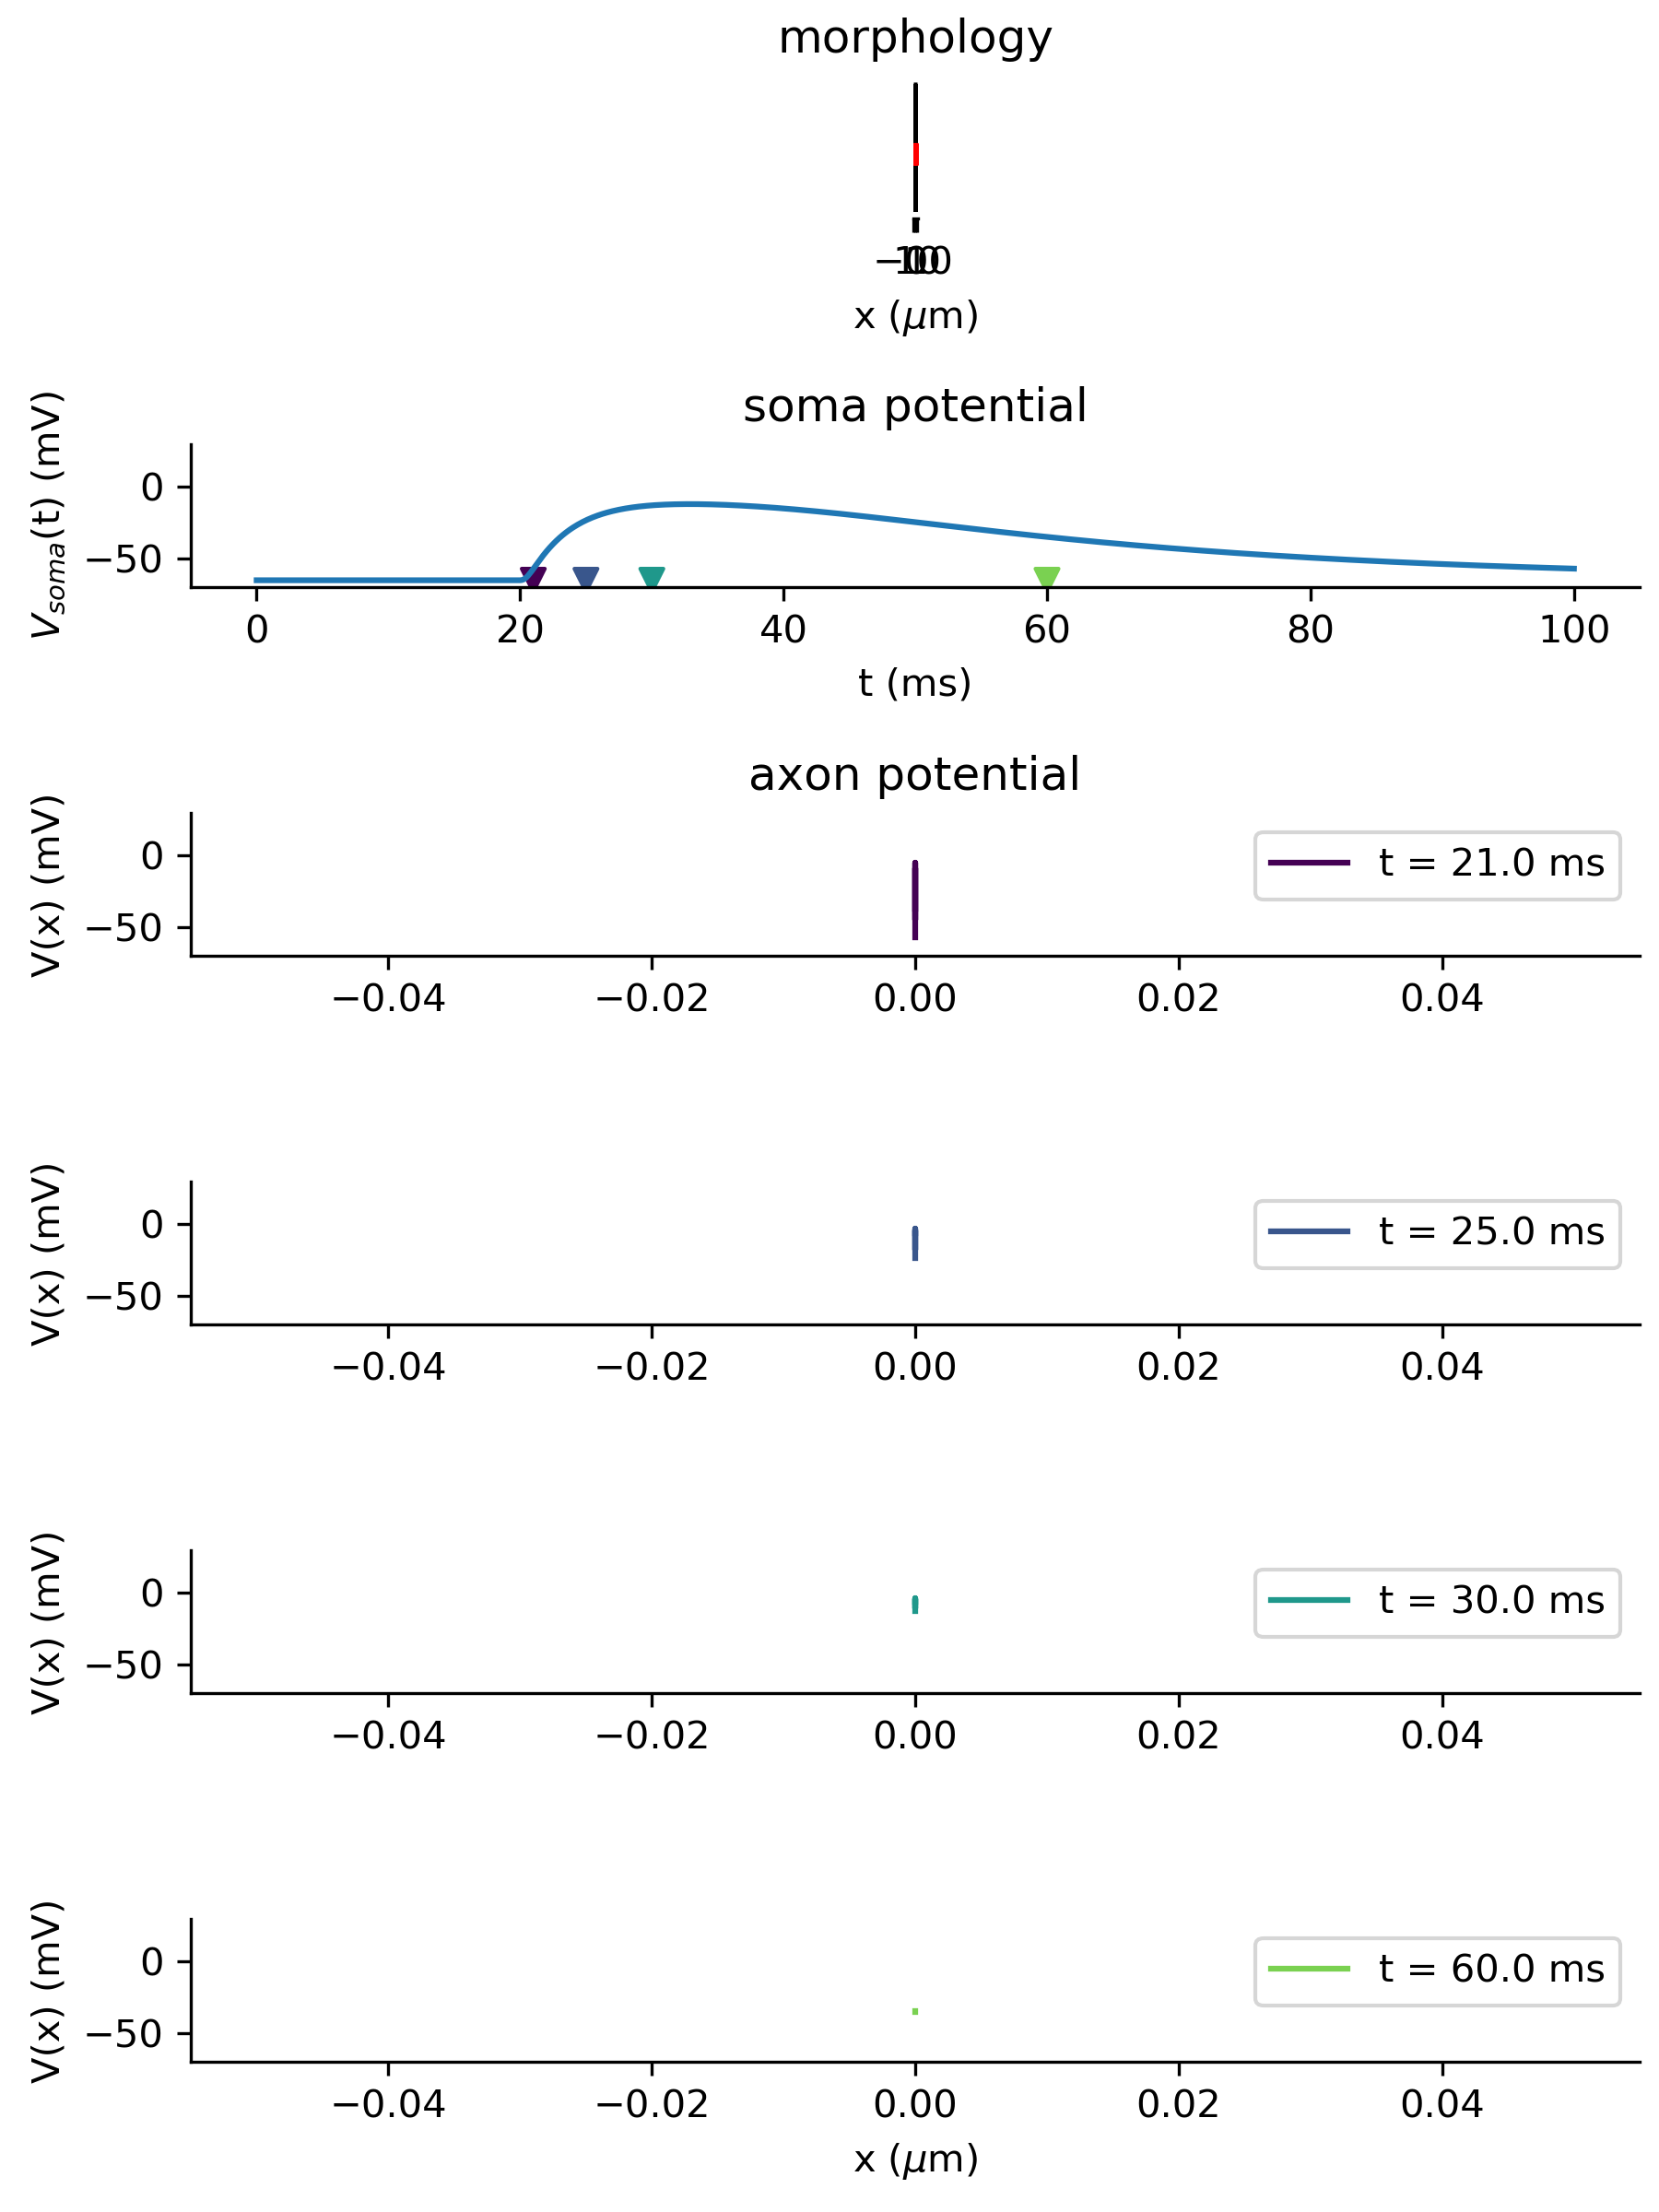 morphology
x (μm)
soma potential
V_soma(t) (mV)
0
−50
0 20 40 60 80 100
t (ms)
axon potential
V(x) (mV)
0
−50
t = 21.0 ms
−0.04 −0.02 0.00 0.02 0.04
V(x) (mV)
0
−50
t = 25.0 ms
−0.04 −0.02 0.00 0.02 0.04
V(x) (mV)
0
−50
t = 30.0 ms
−0.04 −0.02 0.00 0.02 0.04
V(x) (mV)
0
−50
t = 60.0 ms
−0.04 −0.02 0.00 0.02 0.04
x (μm)